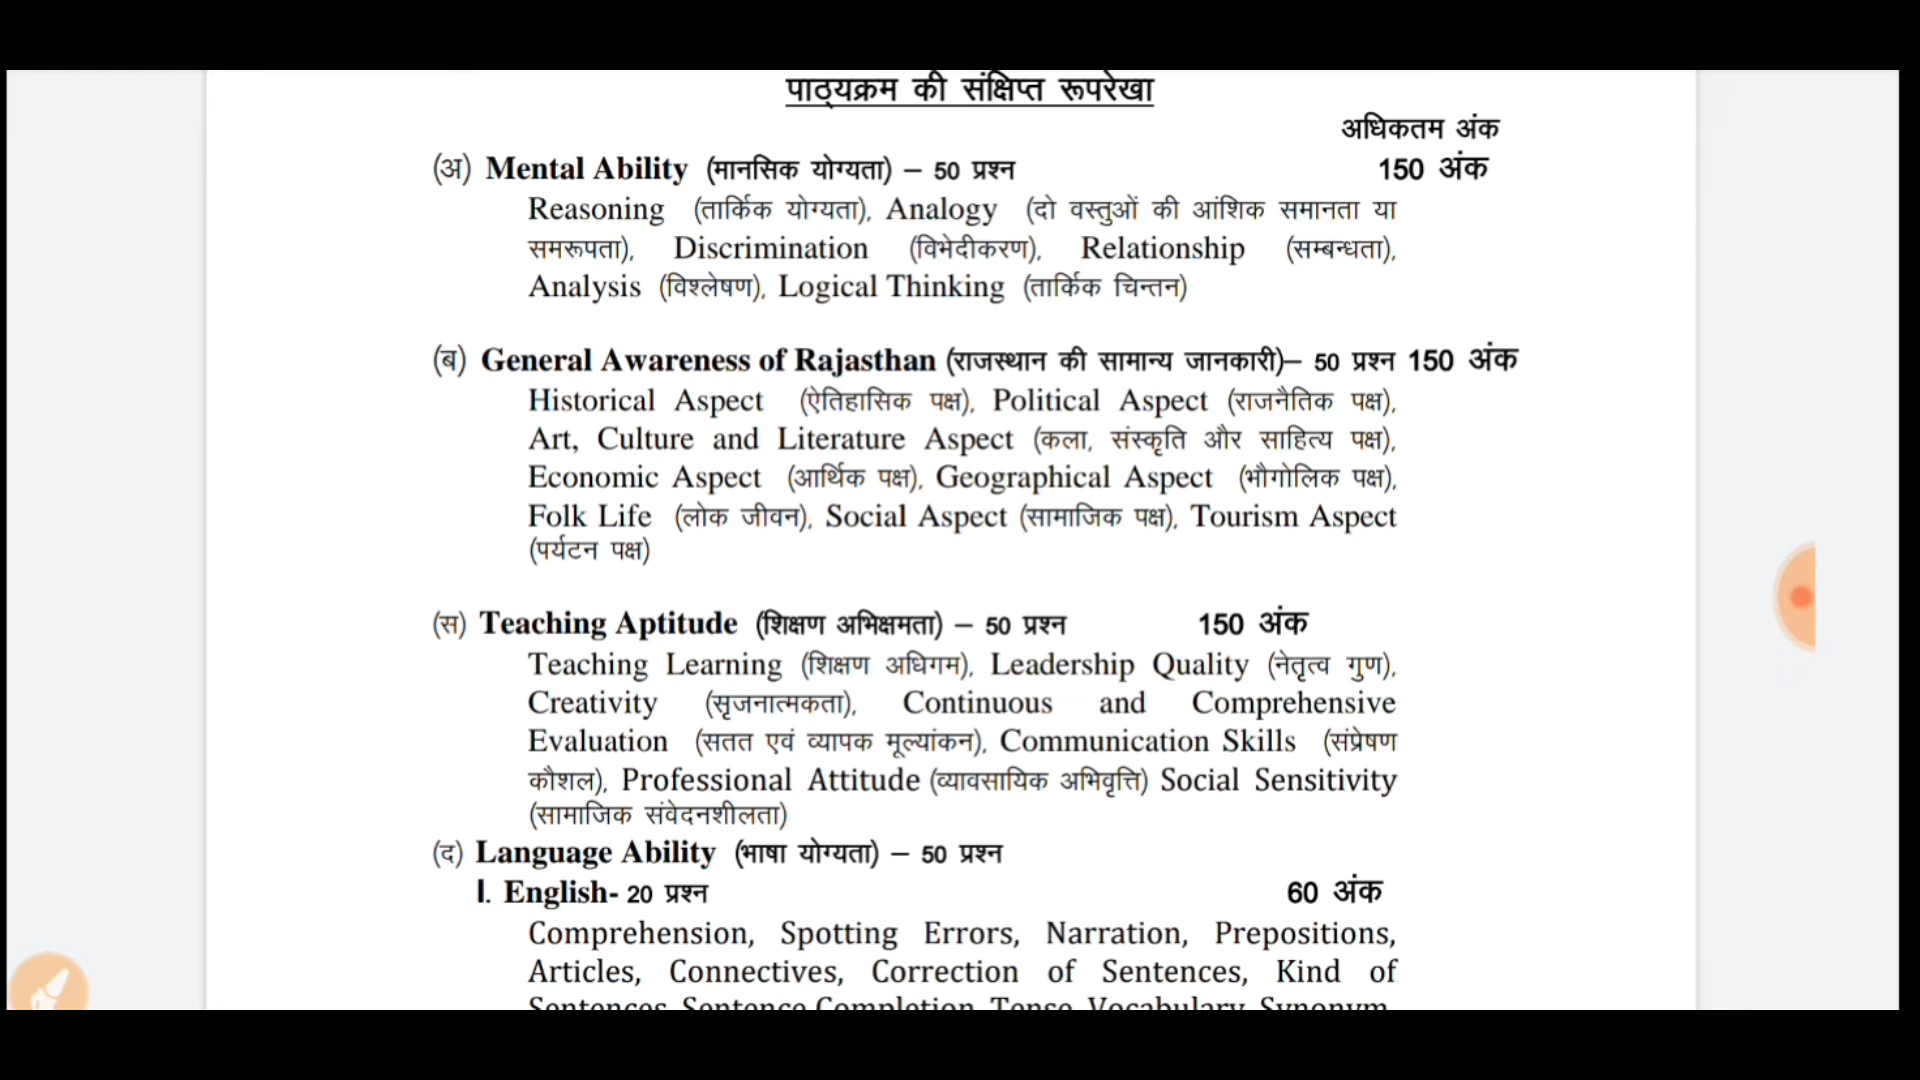 पाठ्यक्रम की संक्षिप्त रूपरेखा
अधिकतम अंक
(अ) Mental Ability (मानसिक योग्यता) – 50 प्रश्न 150 अंक
Reasoning (तार्किक योग्यता), Analogy (दो वस्तुओं की आंशिक समानता या
समरूपता), Discrimination (विभेदीकरण), Relationship (सम्बन्धता),
Analysis (विश्लेषण), Logical Thinking (तार्किक चिन्तन)
(ब) General Awareness of Rajasthan (राजस्थान की सामान्य जानकारी)– 50 प्रश्न 150 अंक
Historical Aspect (ऐतिहासिक पक्ष), Political Aspect (राजनैतिक पक्ष),
Art, Culture and Literature Aspect (कला, संस्कृति और साहित्य पक्ष),
Economic Aspect (आर्थिक पक्ष), Geographical Aspect (भौगोलिक पक्ष),
Folk Life (लोक जीवन), Social Aspect (सामाजिक पक्ष), Tourism Aspect
(पर्यटन पक्ष)
(स) Teaching Aptitude (शिक्षण अभिक्षमता) – 50 प्रश्न 150 अंक
Teaching Learning (शिक्षण अधिगम), Leadership Quality (नेतृत्व गुण),
Creativity (सृजनात्मकता), Continuous and Comprehensive
Evaluation (सतत एवं व्यापक मूल्यांकन), Communication Skills (संप्रेषण
कौशल), Professional Attitude (व्यावसायिक अभिवृत्ति) Social Sensitivity
(सामाजिक संवेदनशीलता)
(द) Language Ability (भाषा योग्यता) – 50 प्रश्न
I. English- 20 प्रश्न 60 अंक
Comprehension, Spotting Errors, Narration, Prepositions,
Articles, Connectives, Correction of Sentences, Kind of
Sentences, Sentence Completion, Tense, Vocabulary, Synonym,